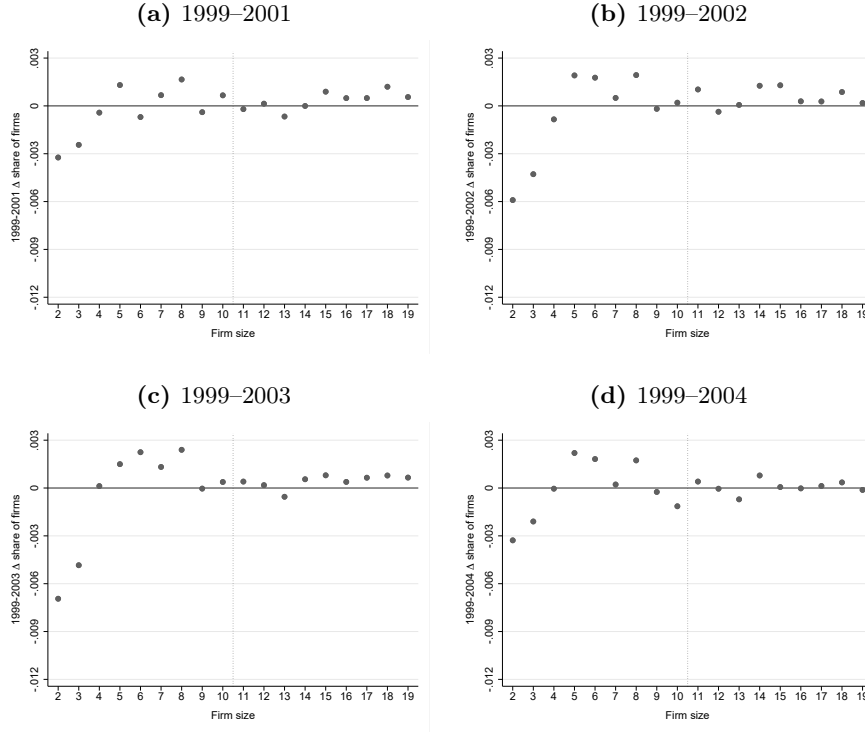 (a) 1999–2001
1999-2001 Δ share of firms
.003
0
-.003
-.006
-.009
-.012
2 3 4 5 6 7 8 9 10 11 12 13 14 15 16 17 18 19
Firm size
(b) 1999–2002
1999-2002 Δ share of firms
.003
0
-.003
-.006
-.009
-.012
2 3 4 5 6 7 8 9 10 11 12 13 14 15 16 17 18 19
Firm size
(c) 1999–2003
1999-2003 Δ share of firms
.003
0
-.003
-.006
-.009
-.012
2 3 4 5 6 7 8 9 10 11 12 13 14 15 16 17 18 19
Firm size
(d) 1999–2004
1999-2004 Δ share of firms
.003
0
-.003
-.006
-.009
-.012
2 3 4 5 6 7 8 9 10 11 12 13 14 15 16 17 18 19
Firm size